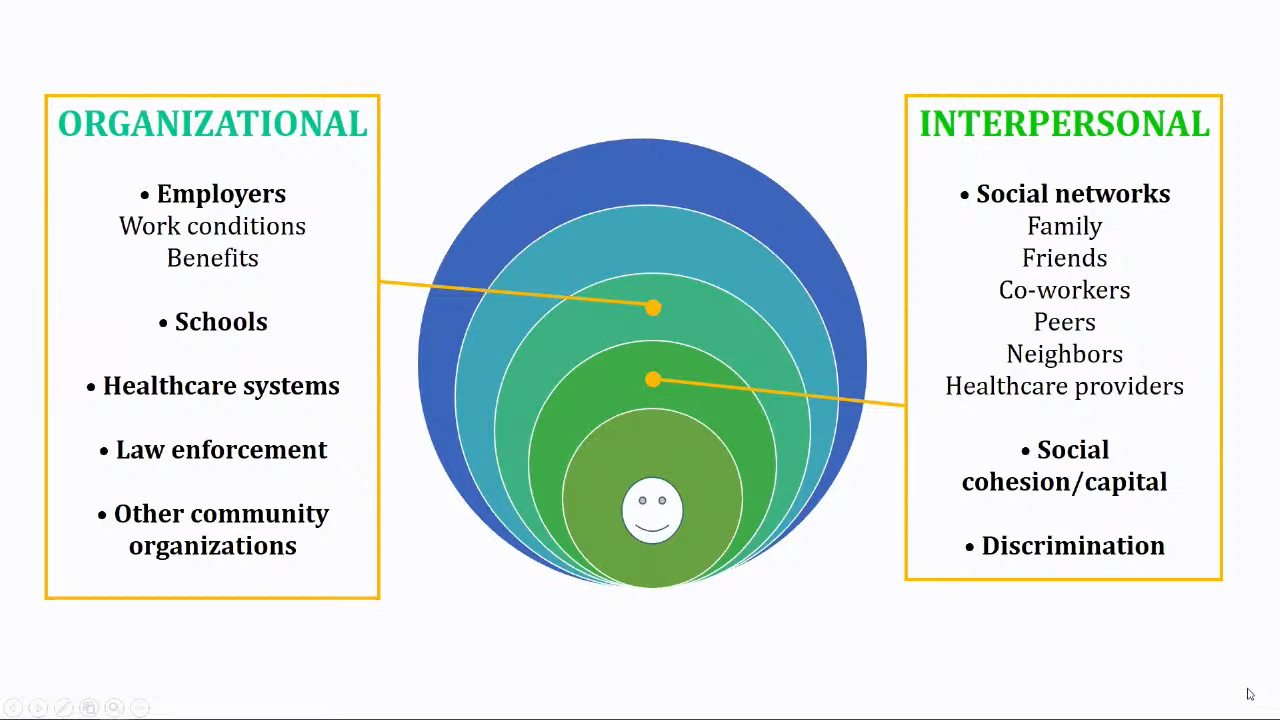 ORGANIZATIONAL
• Employers
Work conditions
Benefits
• Schools
• Healthcare systems
• Law enforcement
• Other community
organizations
INTERPERSONAL
• Social networks
Family
Friends
Co-workers
Peers
Neighbors
Healthcare providers
• Social
cohesion/capital
• Discrimination